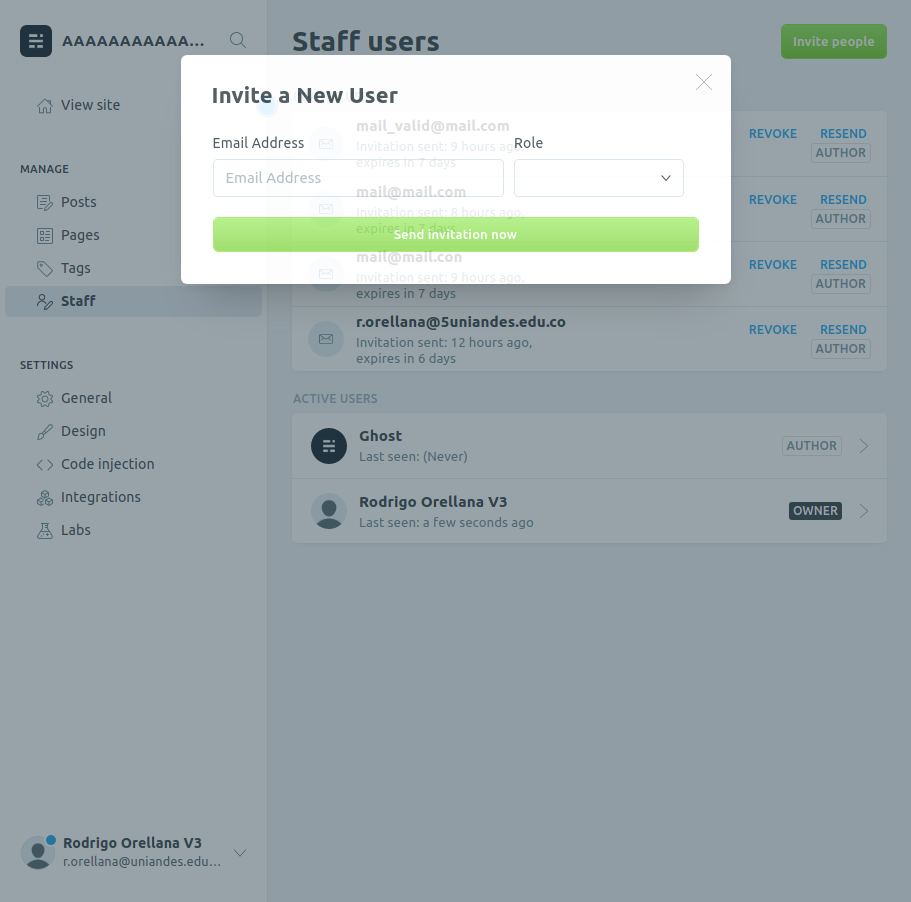 AAAAAAAAAAA...
View site
MANAGE
Posts
Pages
Tags
Staff
SETTINGS
General
Design
Code injection
Integrations
Labs
Rodrigo Orellana V3
r.orellana@uniandes.edu...
Staff users
Invite people
Invite a New User
Email Address
Role
Email Address
Send invitation now
mail_valid@mail.com
Invitation sent: 9 hours ago,
expires in 7 days
REVOKE RESEND
AUTHOR
mail@mail.com
Invitation sent: 8 hours ago,
expires in 7 days
REVOKE RESEND
AUTHOR
mail@mail.con
Invitation sent: 9 hours ago,
expires in 7 days
REVOKE RESEND
AUTHOR
r.orellana@5uniandes.edu.co
Invitation sent: 12 hours ago,
expires in 6 days
REVOKE RESEND
AUTHOR
ACTIVE USERS
Ghost
Last seen: (Never)
AUTHOR
Rodrigo Orellana V3
Last seen: a few seconds ago
OWNER